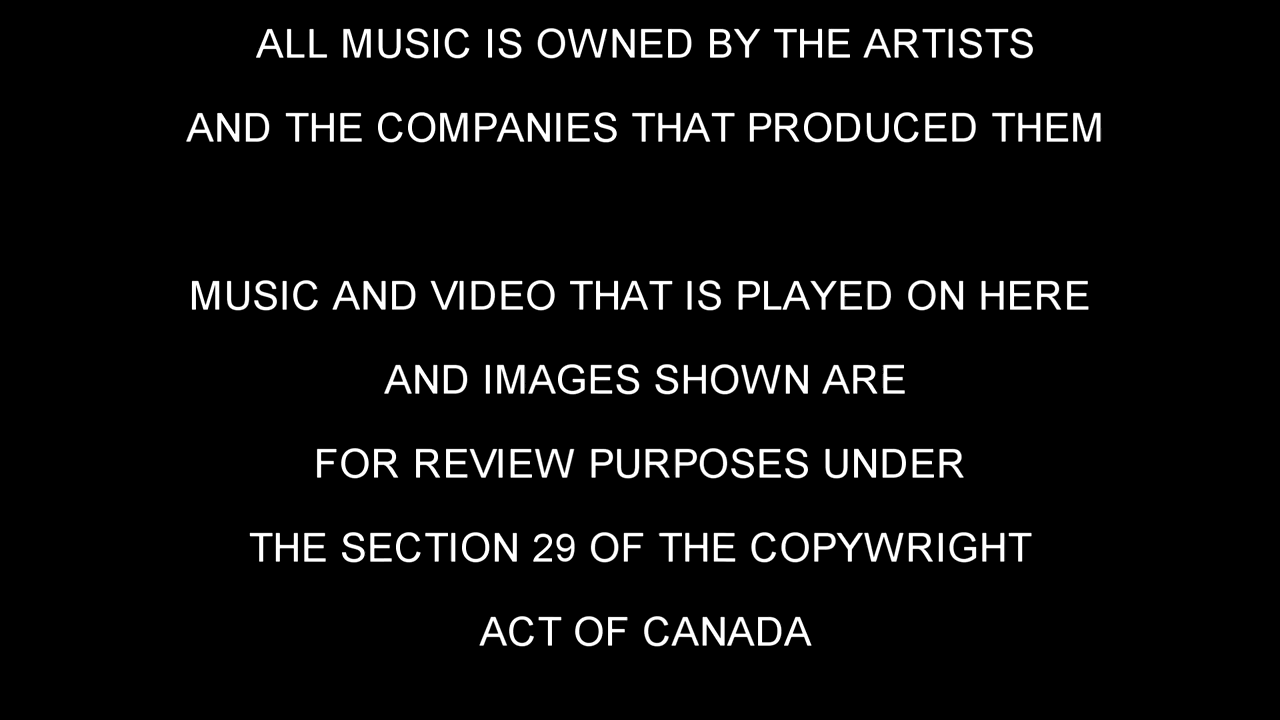 ALL MUSIC IS OWNED BY THE ARTISTS
AND THE COMPANIES THAT PRODUCED THEM
MUSIC AND VIDEO THAT IS PLAYED ON HERE
AND IMAGES SHOWN ARE
FOR REVIEW PURPOSES UNDER
THE SECTION 29 OF THE COPYWRIGHT
ACT OF CANADA